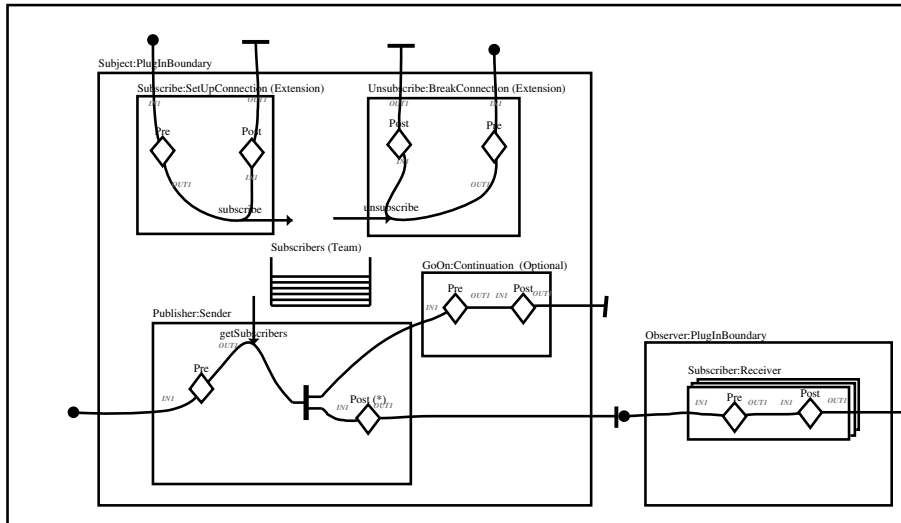 Subject:PlugInBoundary
Subscribe:SetUpConnection (Extension)
Unsubscribe:BreakConnection (Extension)
IN1
OUT1
OUT1
IN1
Pre
Post
Post
Pre
IN1
OUT1
IN1
OUT1
subscribe
unsubscribe
Subscribers (Team)
GoOn:Continuation (Optional)
Pre
Post
IN1
OUT1
IN1
OUT1
Publisher:Sender
getSubscribers
OUT1
Pre
IN1
Post (*)
IN1
OUT1
Observer:PlugInBoundary
Subscriber:Receiver
Pre
Post
IN1
OUT1
IN1
OUT1